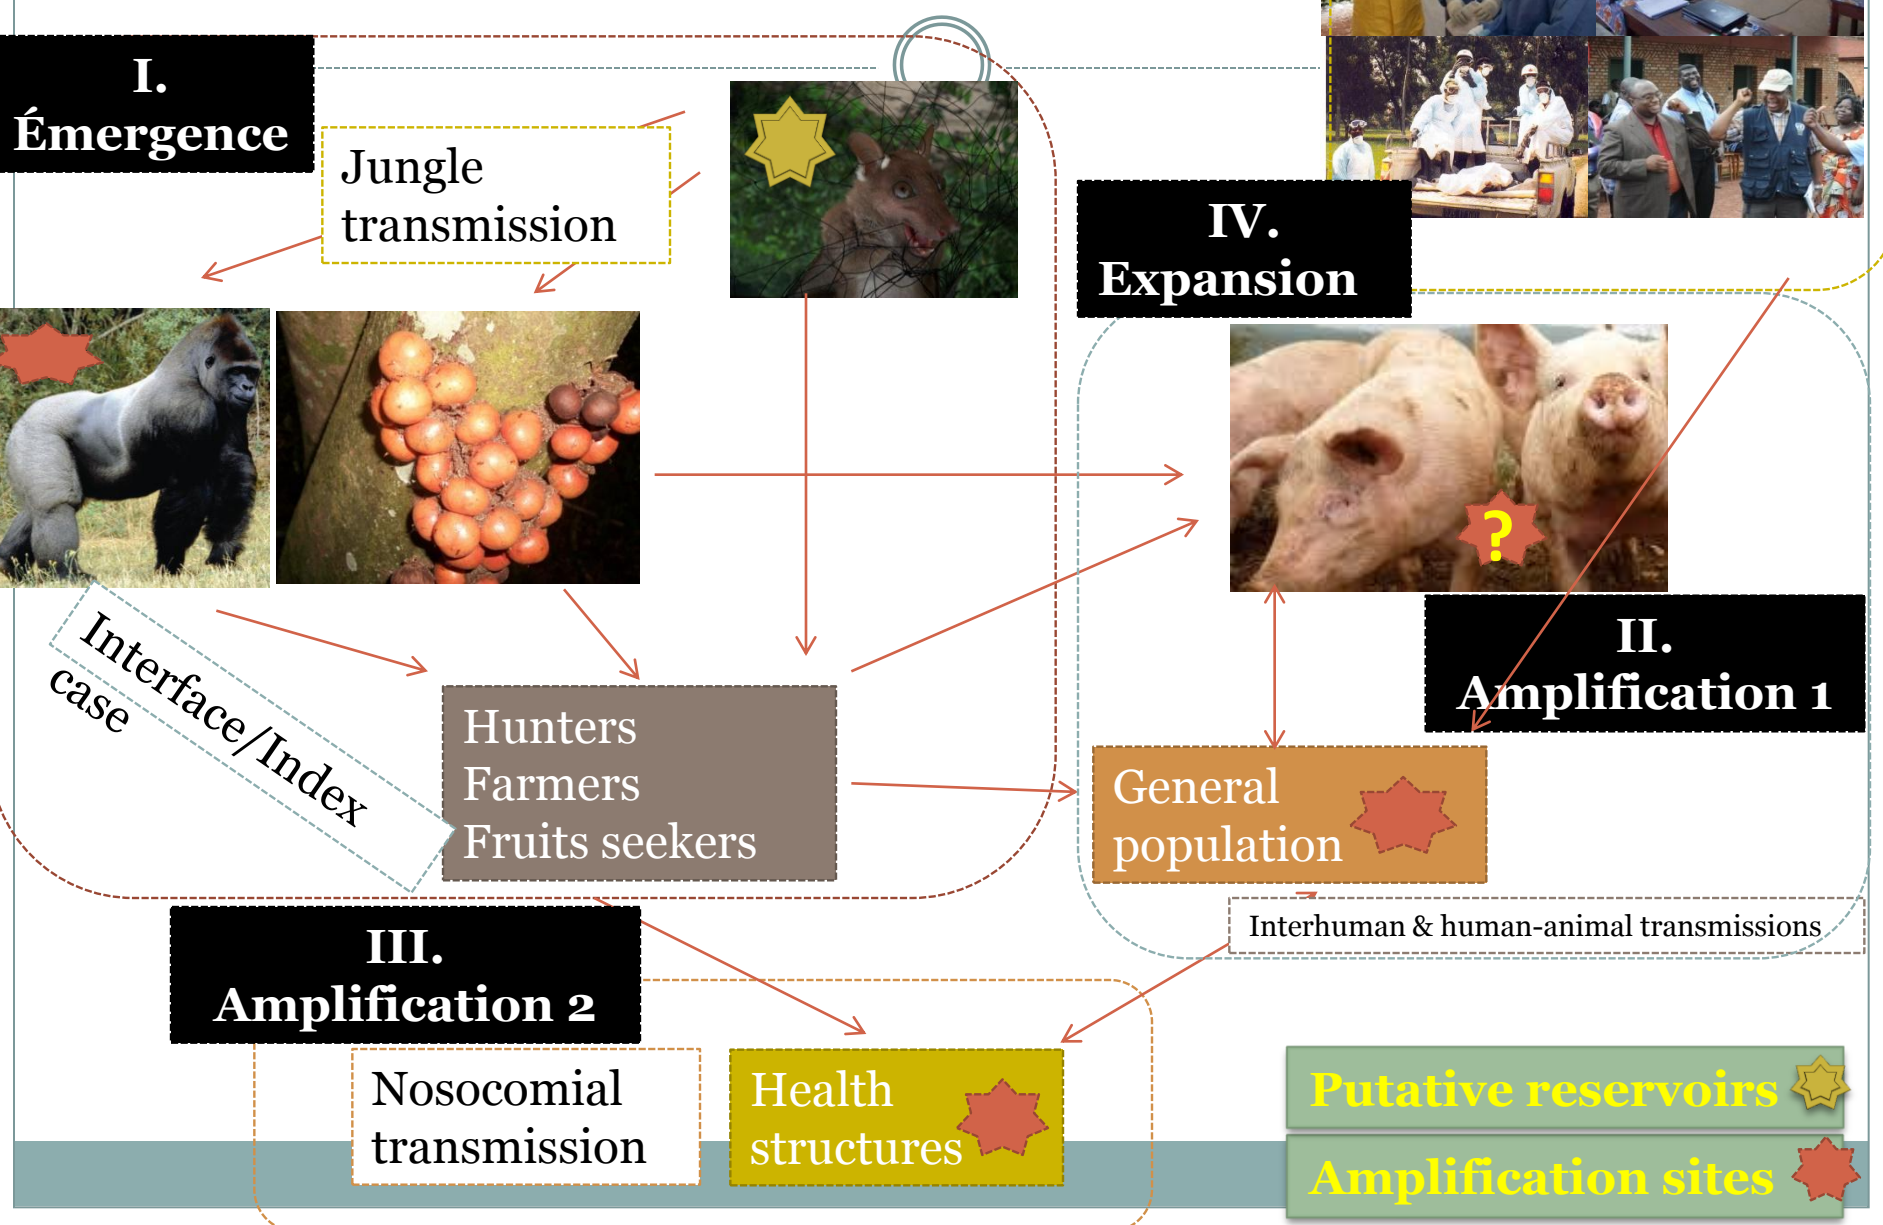 I.
Émergence
Jungle
transmission
IV.
Expansion
?
II.
Amplification 1
Interface/Index
case
Hunters
Farmers
Fruits seekers
General
population
Interhuman & human-animal transmissions
III.
Amplification 2
Nosocomial
transmission
Health
structures
Putative reservoirs
Amplification sites